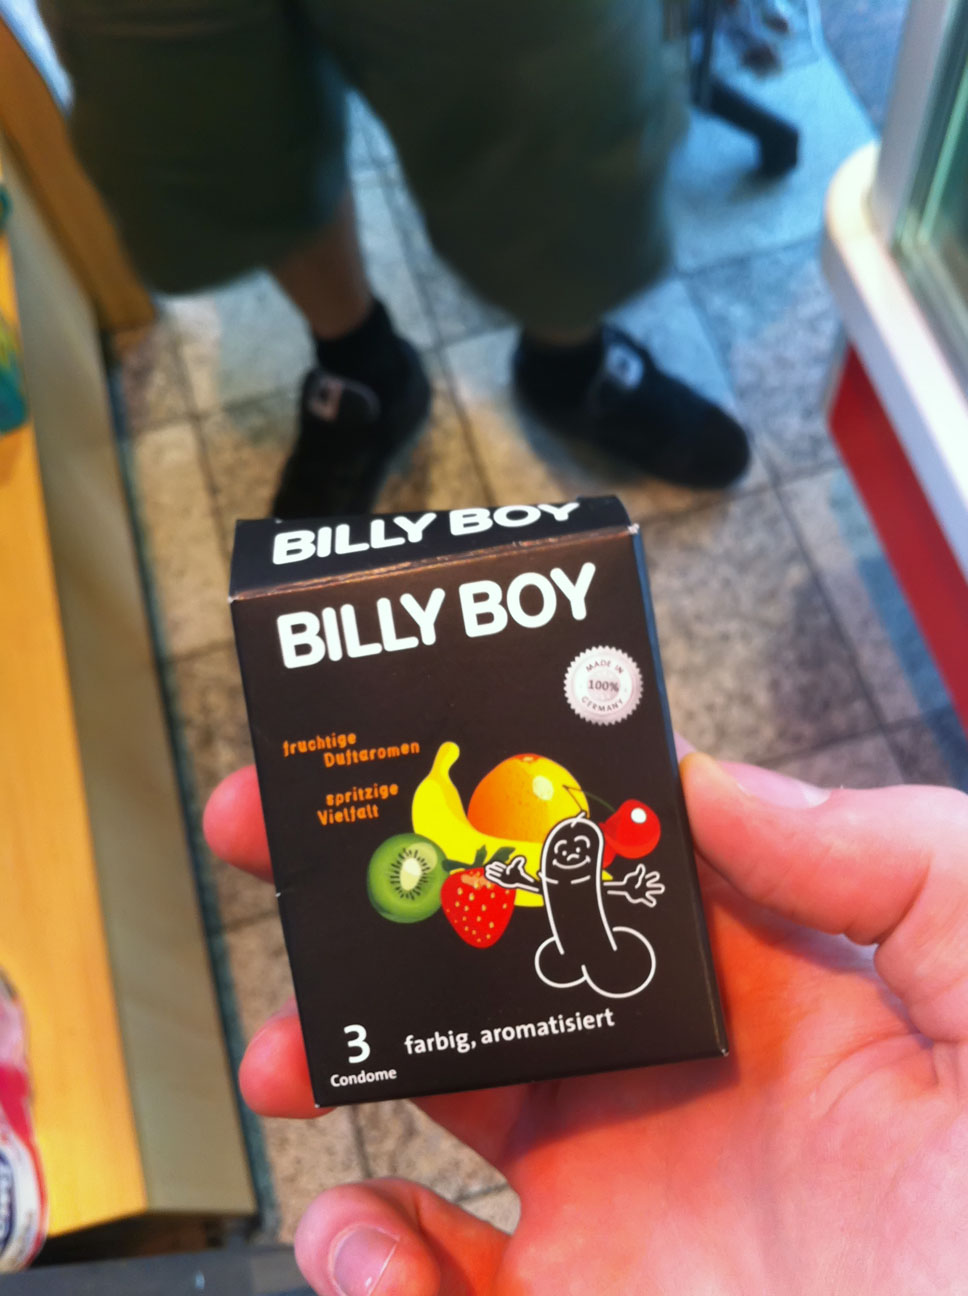 BILLY BOY
BILLY BOY
MADE IN
100%
GERMANY
fruchtige
Duftaromen
spritzige
Vielfalt
3
Condome
farbig, aromatisiert